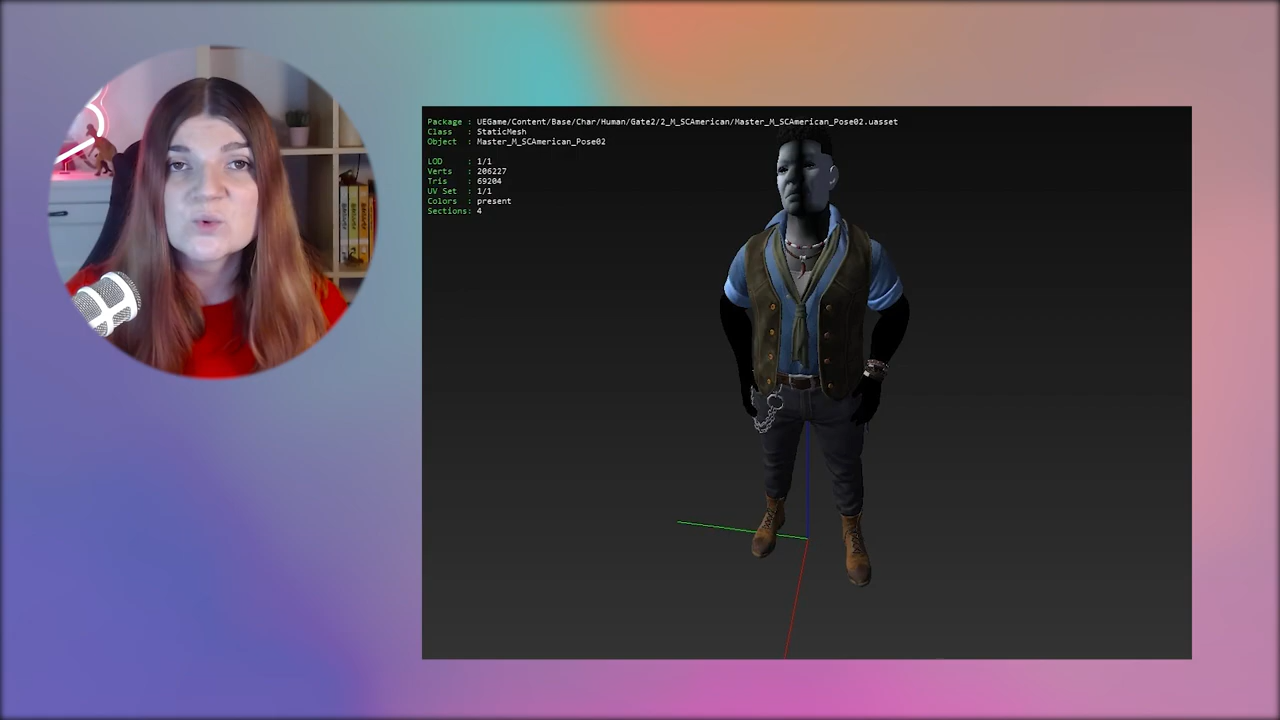 Package : UEGame/Content/Base/Char/Human/Gate2/2_M_SCAmerican/Master_M_SCAmerican_Pose02.uasset
Class : StaticMesh
Object : Master_M_SCAmerican_Pose02
LOD : 1/1
Verts : 206227
Tris : 69204
UV Set : 1/1
Colors : present
Sections: 4